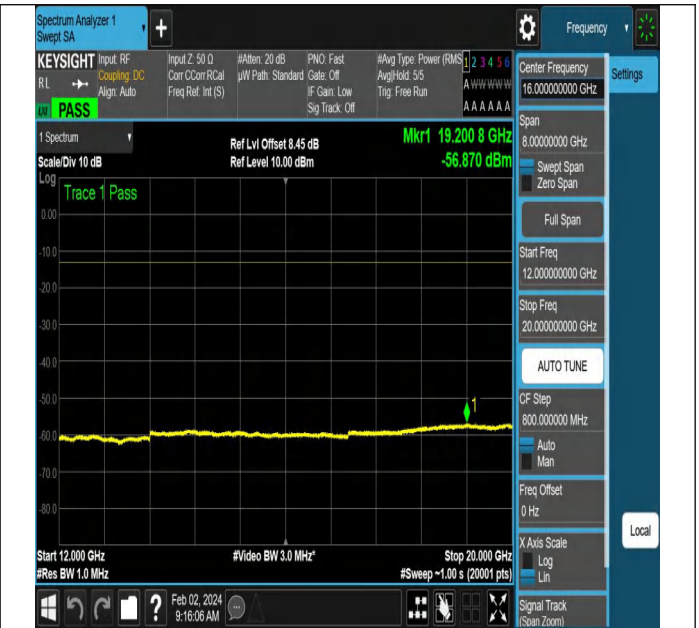 Spectrum Analyzer 1
Swept SA
Frequency
KEYSIGHT
RL
PASS
Input: RF
Coupling: DC
Align: Auto
Input Z: 50 Ω
Corr CCorr RCal
Freq Ref: Int (S)
#Atten: 20 dB
µW Path: Standard
PNO: Fast
Gate: Off
IF Gain: Low
Sig Track: Off
#Avg Type: Power (RMS
Avg|Hold: 5/5
Trig: Free Run
1 2 3 4 5 6
A W W W W W
A A A A A A
1 Spectrum
Scale/Div 10 dB
Ref Lvl Offset 8.45 dB
Ref Level 10.00 dBm
Mkr1 19.200 8 GHz
-56.870 dBm
Log
Trace 1 Pass
0.00
-10.0
-20.0
-30.0
-40.0
-50.0
-60.0
-70.0
-80.0
1
Start 12.000 GHz
#Res BW 1.0 MHz
#Video BW 3.0 MHz*
Stop 20.000 GHz
#Sweep ~1.00 s (20001 pts)
Feb 02, 2024
9:16:06 AM
Center Frequency
16.000000000 GHz
Settings
Span
8.00000000 GHz
Swept Span
Zero Span
Full Span
Start Freq
12.000000000 GHz
Stop Freq
20.000000000 GHz
AUTO TUNE
CF Step
800.000000 MHz
Auto
Man
Freq Offset
0 Hz
X Axis Scale
Log
Lin
Local
Signal Track
(Span Zoom)